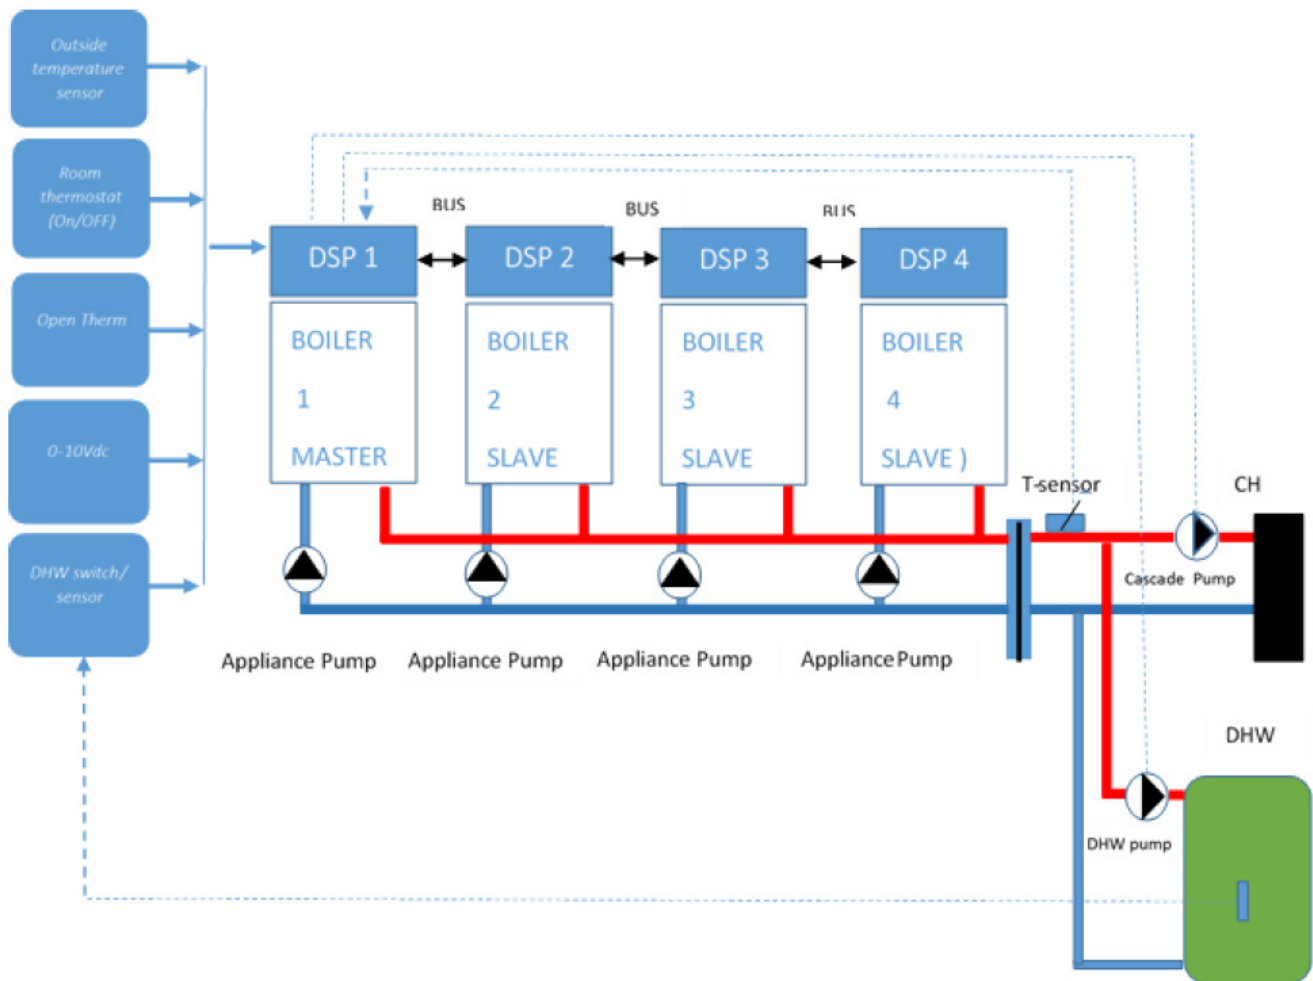 Outside
temperature
sensor
Room
thermostat
(On/OFF)
Open Therm
0-10Vdc
DHW switch/
sensor
BUS
BUS
BUS
DSP 1
DSP 2
DSP 3
DSP 4
BOILER
1
MASTER
BOILER
2
SLAVE
BOILER
3
SLAVE
BOILER
4
SLAVE )
T-sensor
CH
Cascade Pump
Appliance Pump
Appliance Pump
Appliance Pump
Appliance Pump
DHW
DHW pump